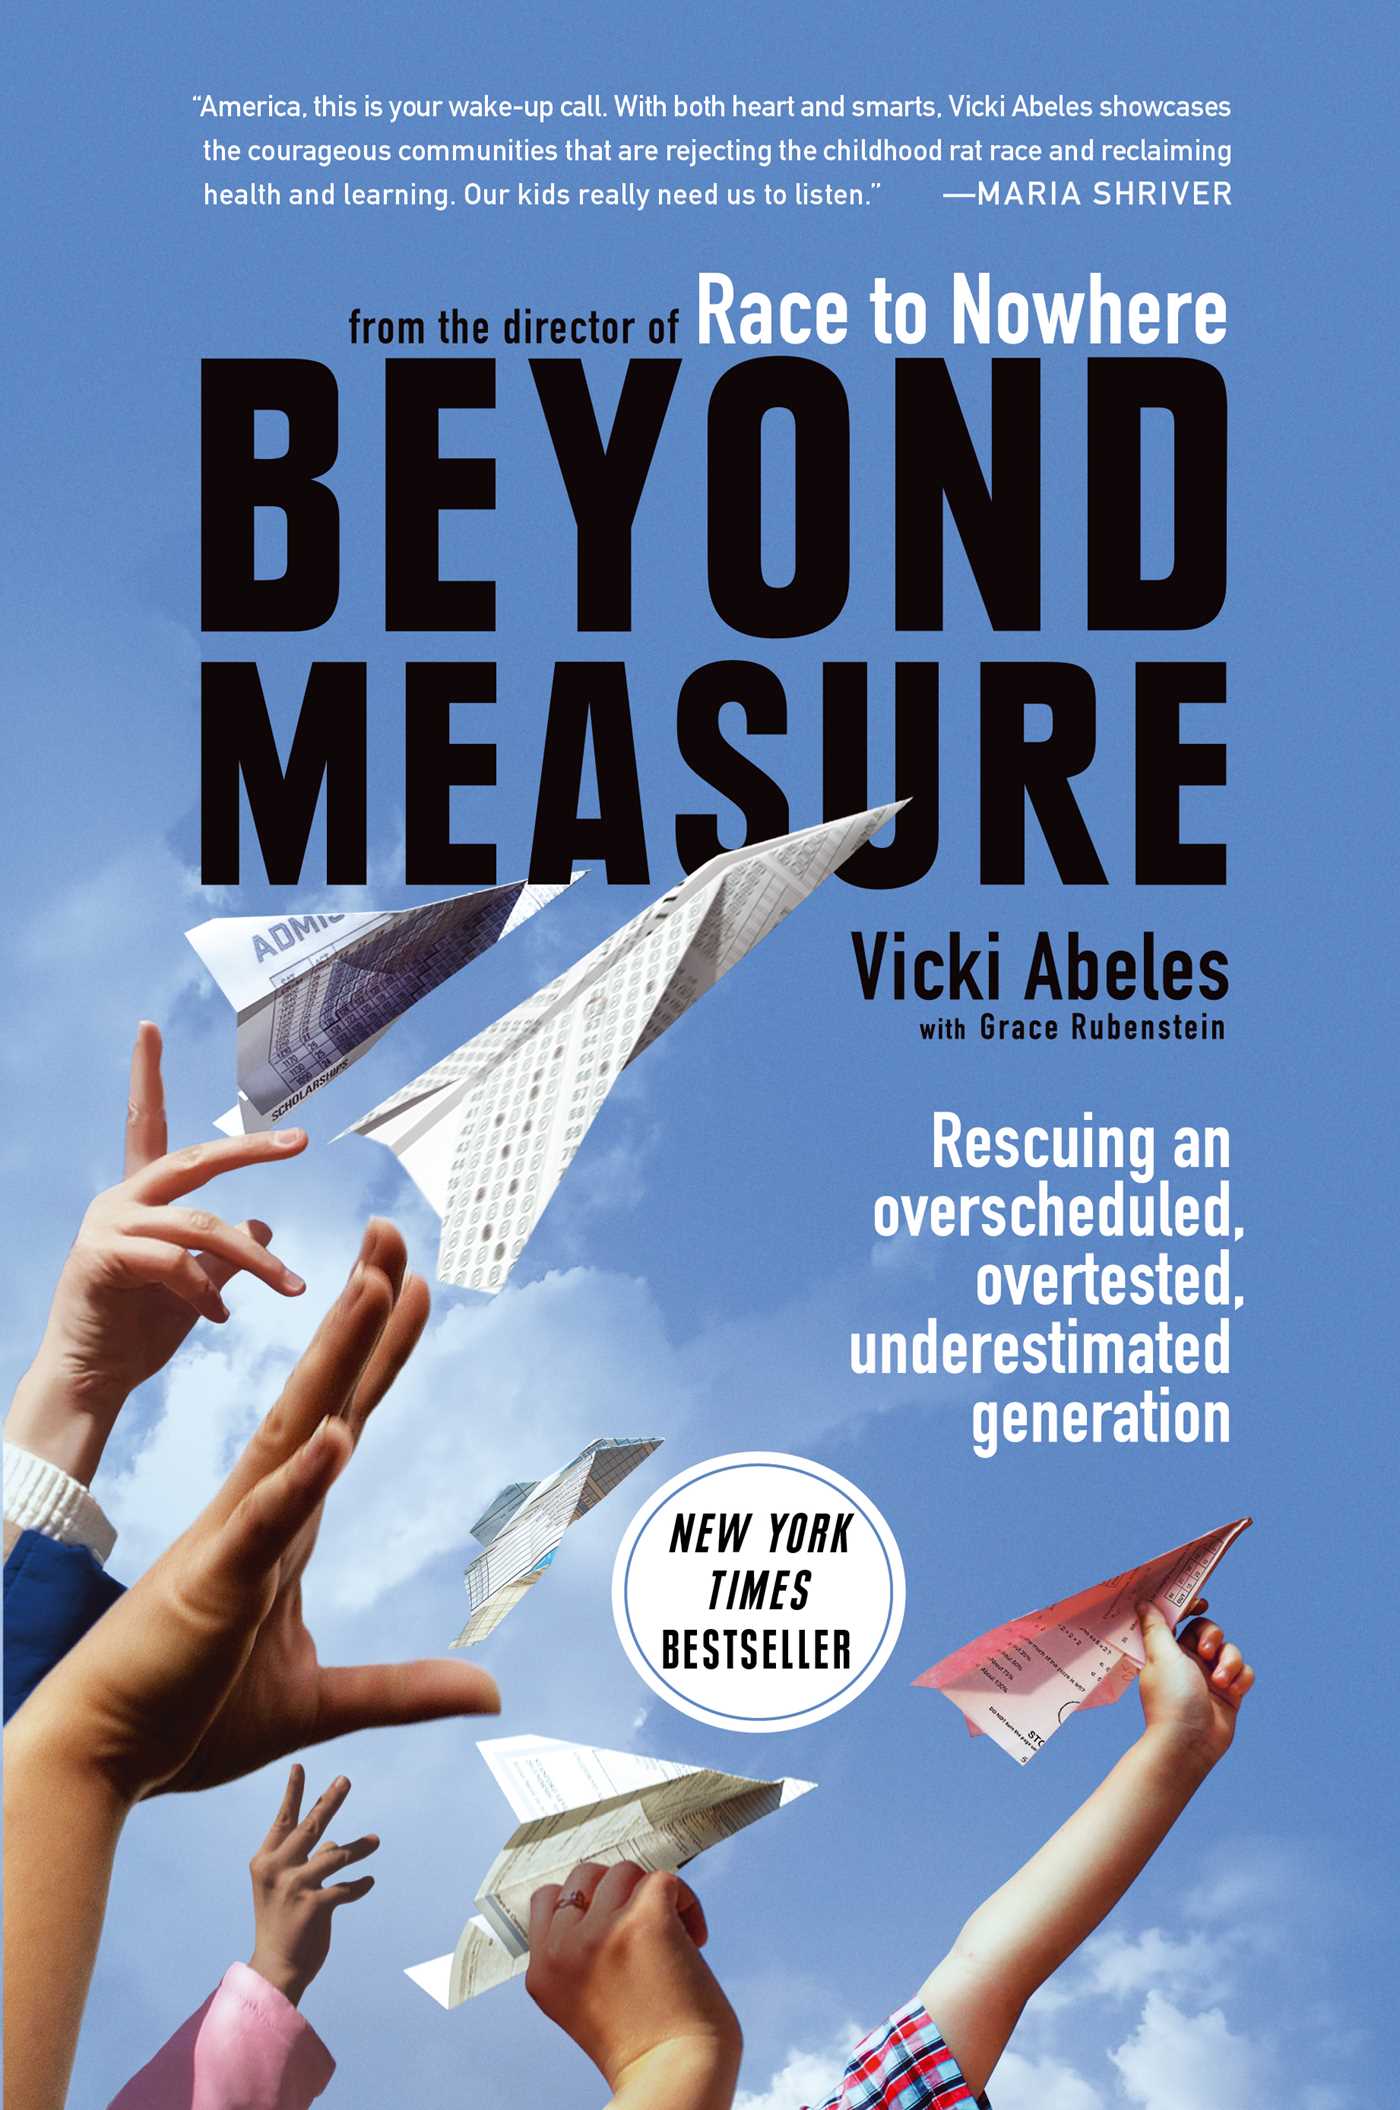 “America, this is your wake-up call. With both heart and smarts, Vicki Abeles showcases
the courageous communities that are rejecting the childhood rat race and reclaiming
health and learning. Our kids really need us to listen.” —MARIA SHRIVER
from the director of Race to Nowhere
BEYOND
MEASURE
Vicki Abeles
with Grace Rubenstein
Rescuing an
overscheduled,
overtested,
underestimated
generation
ADMIS
SCHOLARSHIPS
NEW YORK
TIMES
BESTSELLER